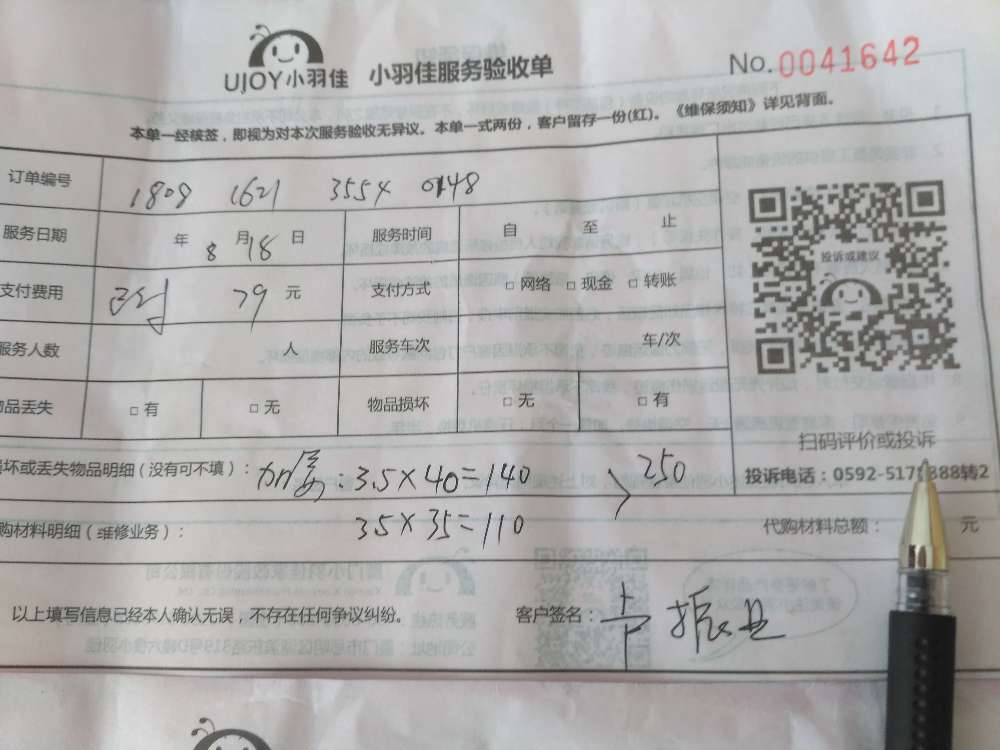 UJOY小羽佳 小羽佳服务验收单 No.0041642
本单一经核签，即视为对本次服务验收无异议。本单一式两份，客户留存一份(红)。《维保须知》详见背面。
订单编号 1809 1621 3554 0148
服务日期 年 8 月 18 日 服务时间 自 至 止
支付费用 79 元 支付方式 □ 网络 □ 现金 □ 转账
服务人数 人 服务车次 车/次
品丢失 □ 有 □ 无 物品损坏 □ 无 □ 有
投诉或建议
扫码评价或投诉
投诉电话：0592-517 888转2
坏或丢失物品明细（没有可不填）： : 3.5×40=140 250
购材料明细（维修业务）： 35×35=110 代购材料总额： 元
以上填写信息已经本人确认无误，不存在任何争议纠纷。 客户签名： 振
UJOY